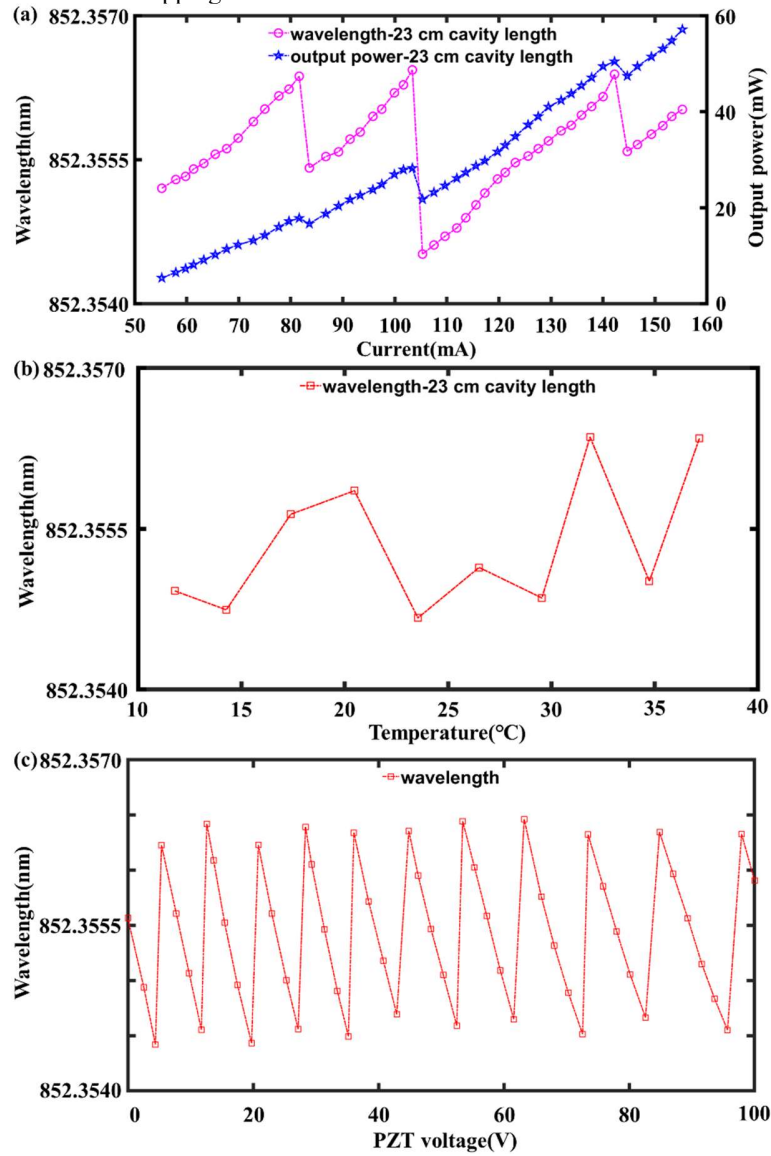 (a)
852.3570
852.3555
852.3540
Wavelength(nm)
wavelength-23 cm cavity length
output power-23 cm cavity length
60
40
20
0
Output power(mW)
50 60 70 80 90 100 110 120 130 140 150 160
Current(mA)
(b)
852.3570
852.3555
852.3540
Wavelength(nm)
wavelength-23 cm cavity length
10 15 20 25 30 35 40
Temperature(°C)
(c)
852.3570
852.3555
852.3540
Wavelength(nm)
wavelength
0 20 40 60 80 100
PZT voltage(V)